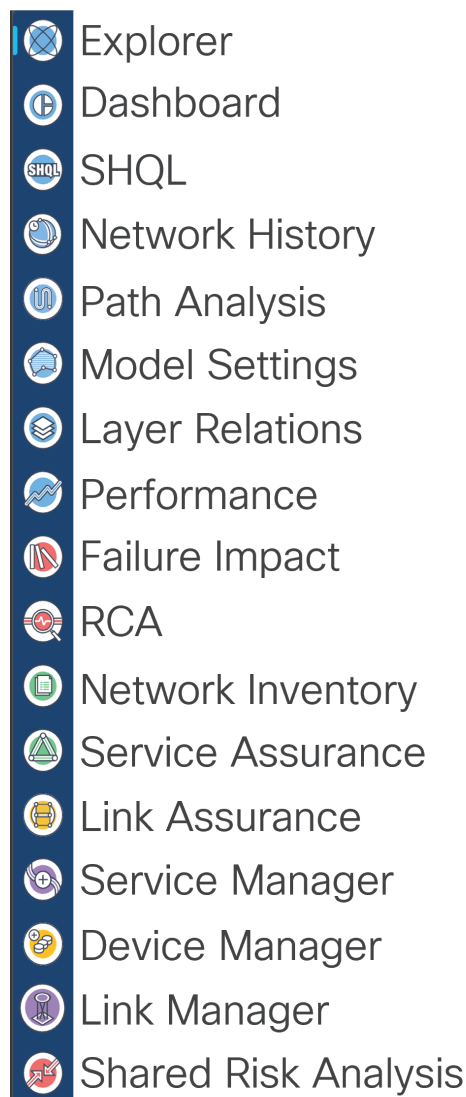 Explorer
Dashboard
SHQL SHQL
Network History
Path Analysis
Model Settings
Layer Relations
Performance
Failure Impact
RCA
Network Inventory
Service Assurance
Link Assurance
Service Manager
Device Manager
Link Manager
Shared Risk Analysis